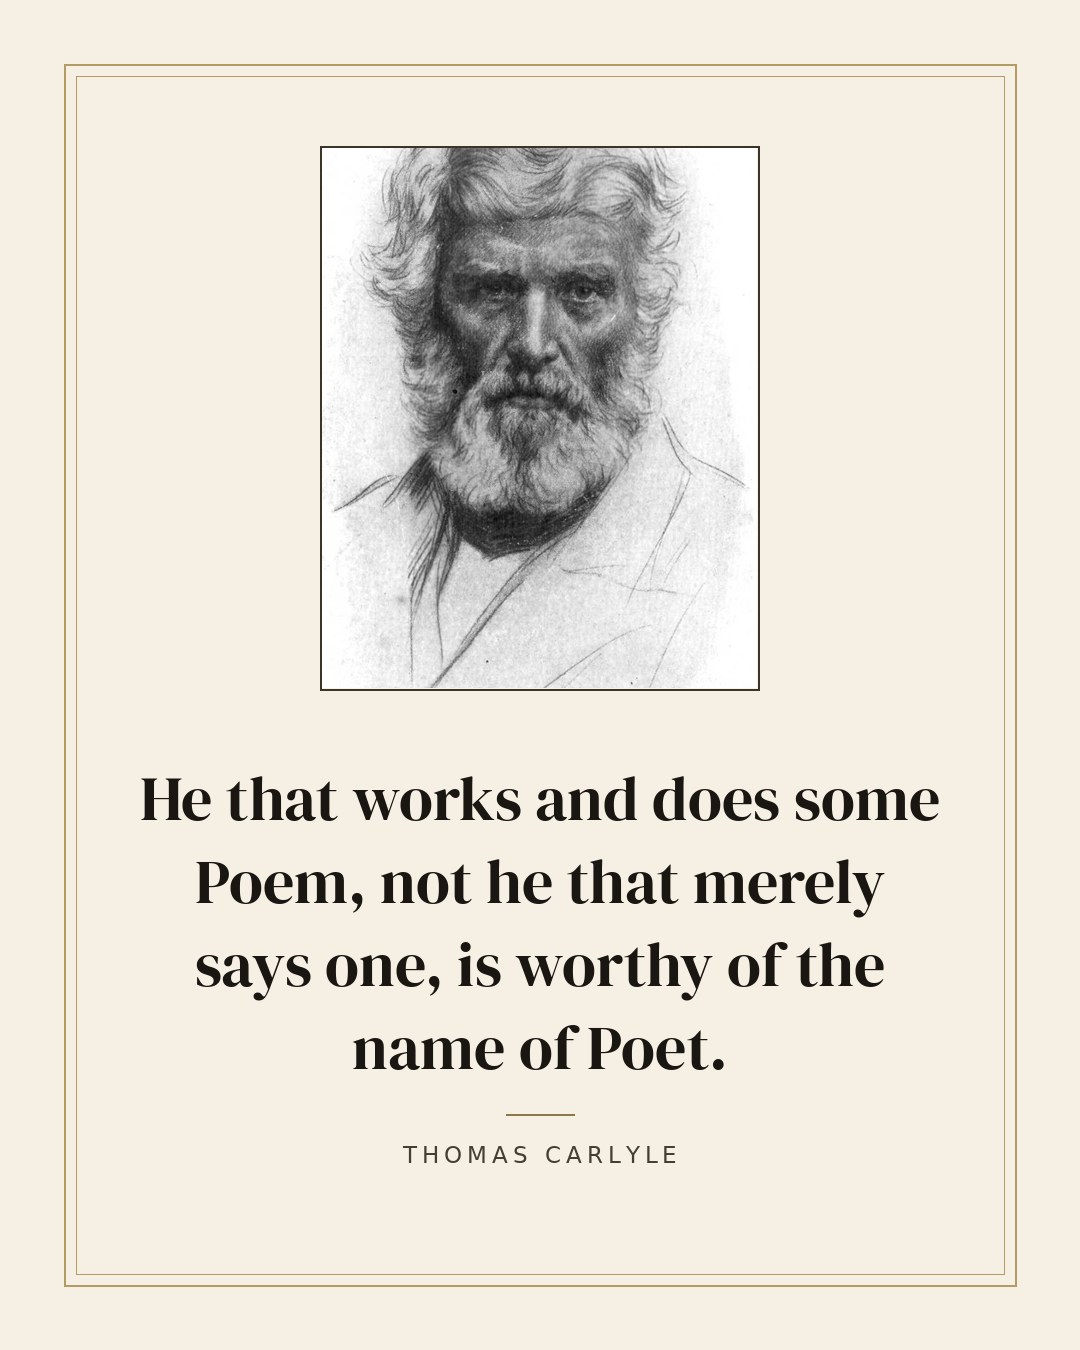 He that works and does some
Poem, not he that merely
says one, is worthy of the
name of Poet.
THOMAS CARLYLE